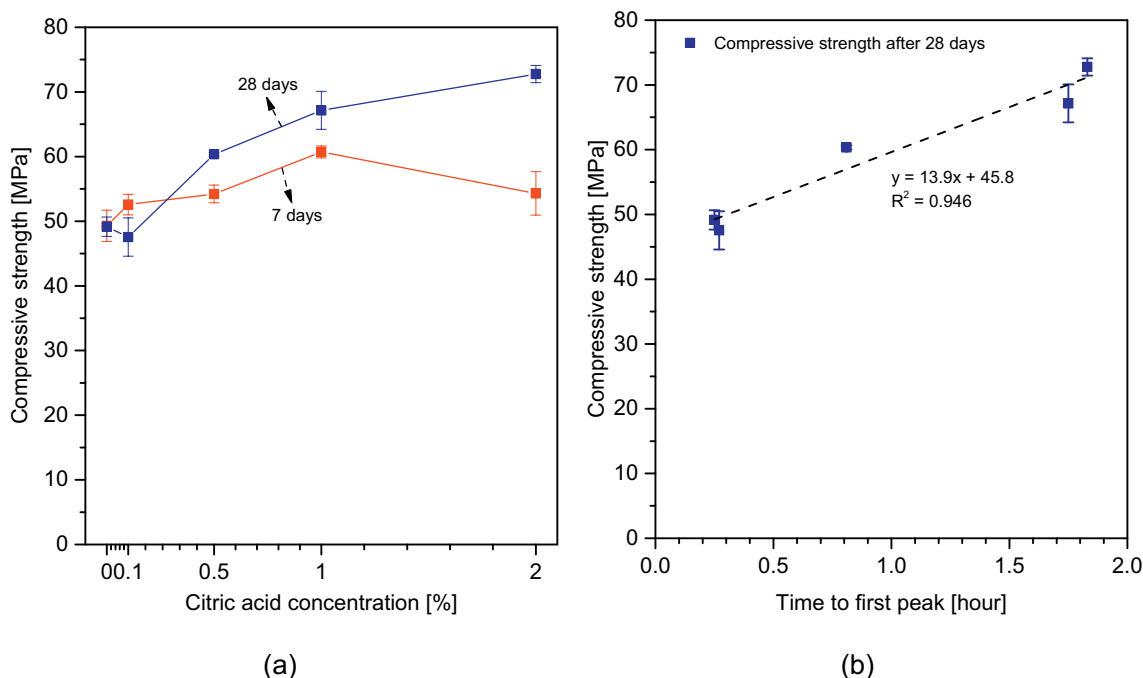 80
70
60
50
40
30
20
10
0
Compressive strength [MPa]
28 days
7 days
0 0.1 0.5 1 2
Citric acid concentration [%]
(a)
80
70
60
50
40
30
20
10
0
Compressive strength [MPa]
Compressive strength after 28 days
y = 13.9x + 45.8
R² = 0.946
0.0 0.5 1.0 1.5 2.0
Time to first peak [hour]
(b)